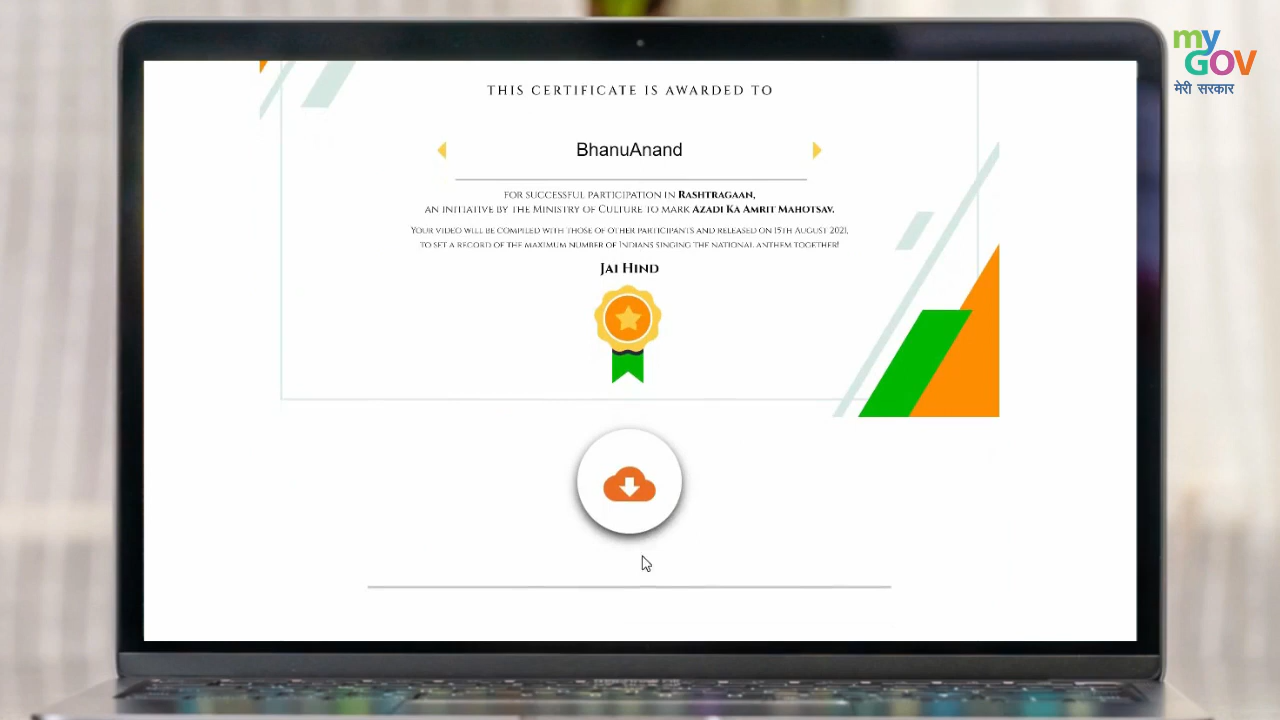 my
GOV
मेरी सरकार
THIS CERTIFICATE IS AWARDED TO
BhanuAnand
FOR SUCCESSFUL PARTICIPATION IN RASHTRAGAAN,
AN INITIATIVE BY THE MINISTRY OF CULTURE TO MARK AZADI KA AMRIT MAHOTSAV.
YOUR VIDEO WILL BE COMPILED WITH THOSE OF OTHER PARTICIPANTS AND RELEASED ON 15TH AUGUST 2021,
TO SET A RECORD OF THE MAXIMUM NUMBER OF INDIANS SINGING THE NATIONAL ANTHEM TOGETHER!
JAI HIND